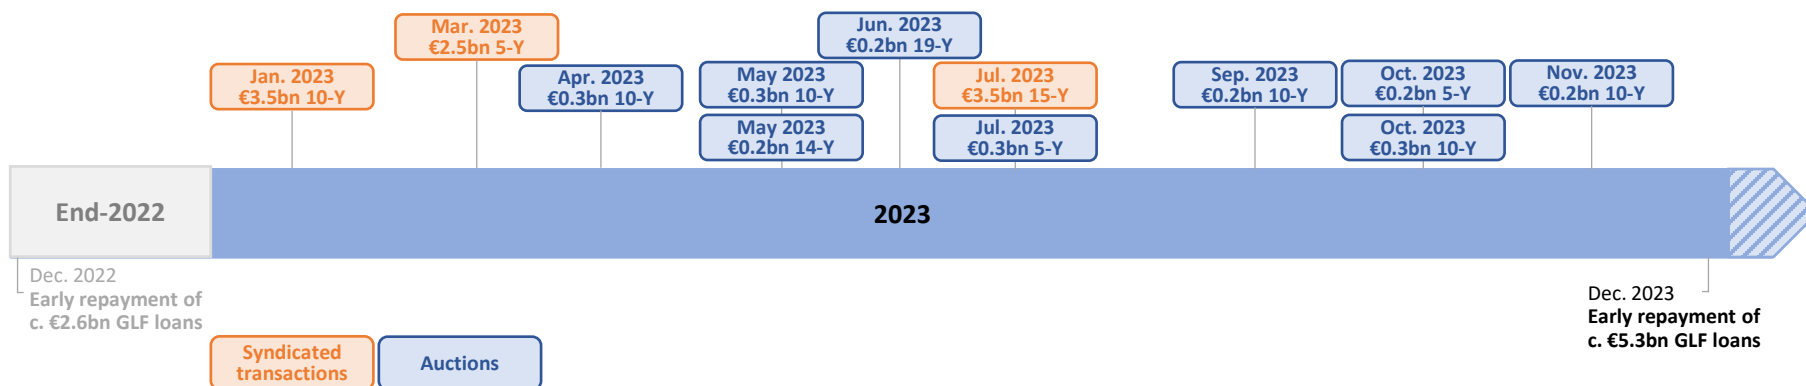 Mar. 2023
€2.5bn 5-Y
Jun. 2023
€0.2bn 19-Y
Jan. 2023
€3.5bn 10-Y
Apr. 2023
€0.3bn 10-Y
May 2023
€0.3bn 10-Y
Jul. 2023
€3.5bn 15-Y
Sep. 2023
€0.2bn 10-Y
Oct. 2023
€0.2bn 5-Y
Nov. 2023
€0.2bn 10-Y
May 2023
€0.2bn 14-Y
Jul. 2023
€0.3bn 5-Y
Oct. 2023
€0.3bn 10-Y
End-2022
2023
Dec. 2022
Early repayment of
c. €2.6bn GLF loans
Dec. 2023
Early repayment of
c. €5.3bn GLF loans
Syndicated
transactions
Auctions